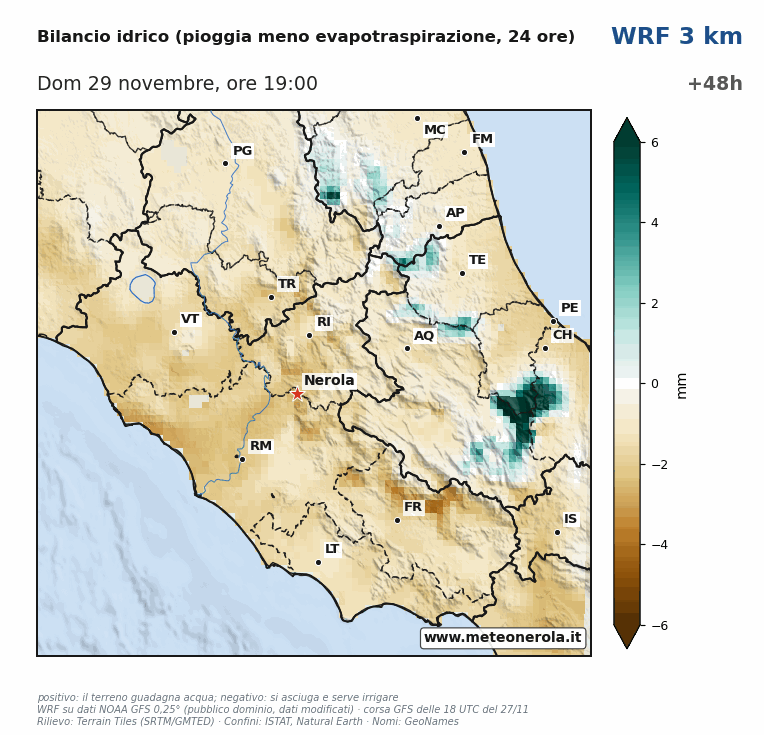 Bilancio idrico (pioggia meno evapotraspirazione, 24 ore)
WRF 3 km
Dom 29 novembre, ore 19:00
+48h
MC
FM
PG
AP
TE
TR
PE
VT
RI
AQ
CH
Nerola
RM
FR
IS
LT
www.meteonerola.it
6
4
2
0
−2
−4
−6
mm
positivo: il terreno guadagna acqua; negativo: si asciuga e serve irrigare
WRF su dati NOAA GFS 0,25° (pubblico dominio, dati modificati) · corsa GFS delle 18 UTC del 27/11
Rilievo: Terrain Tiles (SRTM/GMTED) · Confini: ISTAT, Natural Earth · Nomi: GeoNames